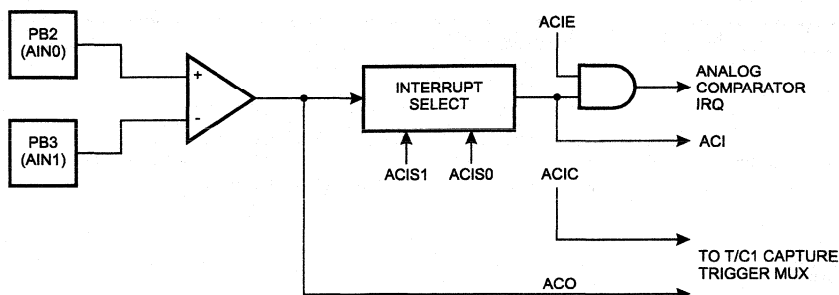 PB2
(AIN0)
+
-
PB3
(AIN1)
INTERRUPT
SELECT
ACIS1
ACIS0
ACIE
ANALOG
COMPARATOR
IRQ
ACI
ACIC
TO T/C1 CAPTURE
TRIGGER MUX
ACO